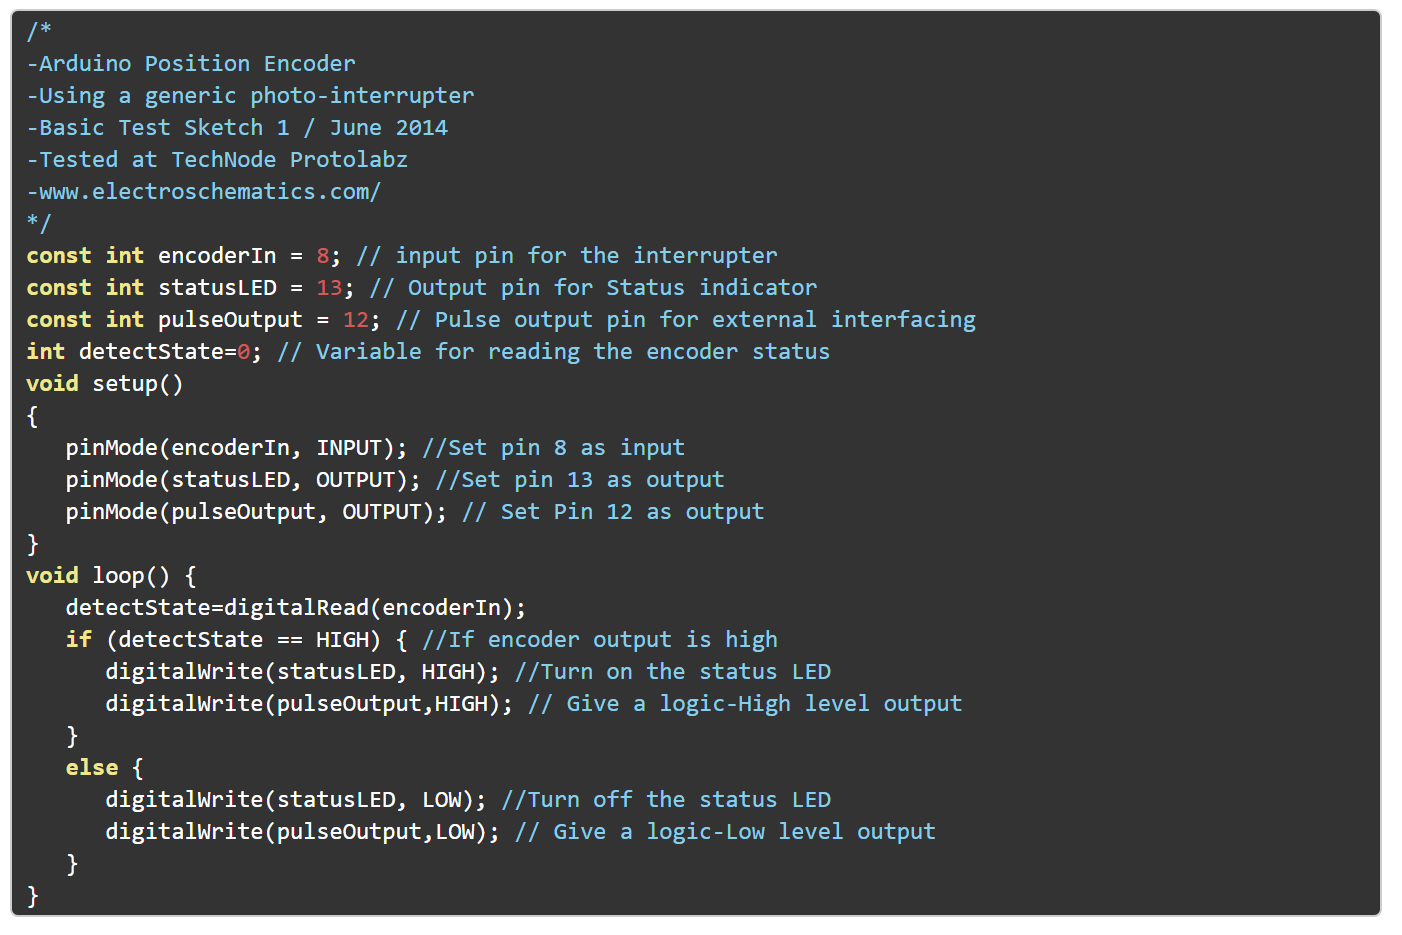 /*
-Arduino Position Encoder
-Using a generic photo-interrupter
-Basic Test Sketch 1 / June 2014
-Tested at TechNode Protolabz
-www.electroschematics.com/
*/
const int encoderIn = 8; // input pin for the interrupter
const int statusLED = 13; // Output pin for Status indicator
const int pulseOutput = 12; // Pulse output pin for external interfacing
int detectState=0; // Variable for reading the encoder status
void setup()
{
   pinMode(encoderIn, INPUT); //Set pin 8 as input
   pinMode(statusLED, OUTPUT); //Set pin 13 as output
   pinMode(pulseOutput, OUTPUT); // Set Pin 12 as output
}
void loop() {
   detectState=digitalRead(encoderIn);
   if (detectState == HIGH) { //If encoder output is high
      digitalWrite(statusLED, HIGH); //Turn on the status LED
      digitalWrite(pulseOutput,HIGH); // Give a logic-High level output
   }
   else {
      digitalWrite(statusLED, LOW); //Turn off the status LED
      digitalWrite(pulseOutput,LOW); // Give a logic-Low level output
   }
}